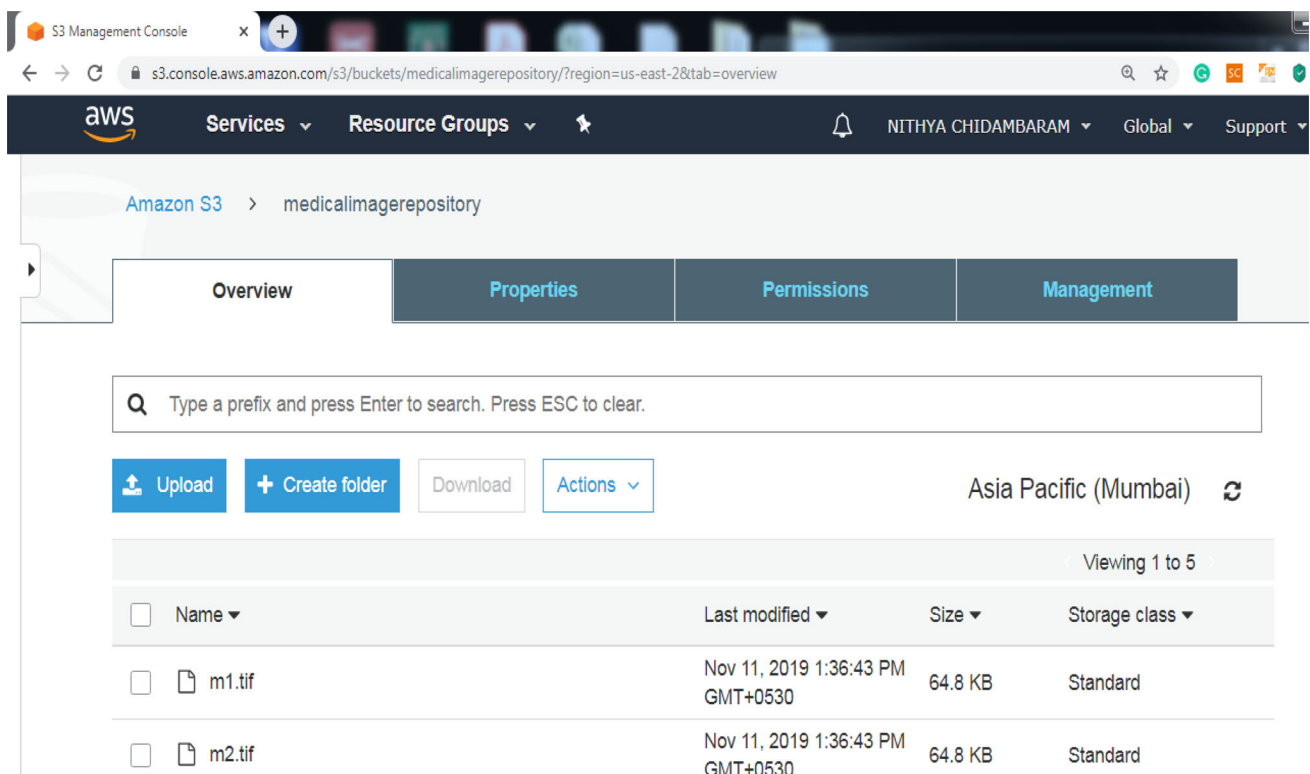 S3 Management Console
s3.console.aws.amazon.com/s3/buckets/medicalimagerepository/?region=us-east-2&tab=overview
SC
aws Services Resource Groups NITHYA CHIDAMBARAM Global Support
Amazon S3 > medicalimagerepository
Overview Properties Permissions Management
Type a prefix and press Enter to search. Press ESC to clear.
Upload + Create folder Download Actions Asia Pacific (Mumbai)
Viewing 1 to 5
Name Last modified Size Storage class
m1.tif Nov 11, 2019 1:36:43 PM GMT+0530 64.8 KB Standard
m2.tif Nov 11, 2019 1:36:43 PM GMT+0530 64.8 KB Standard